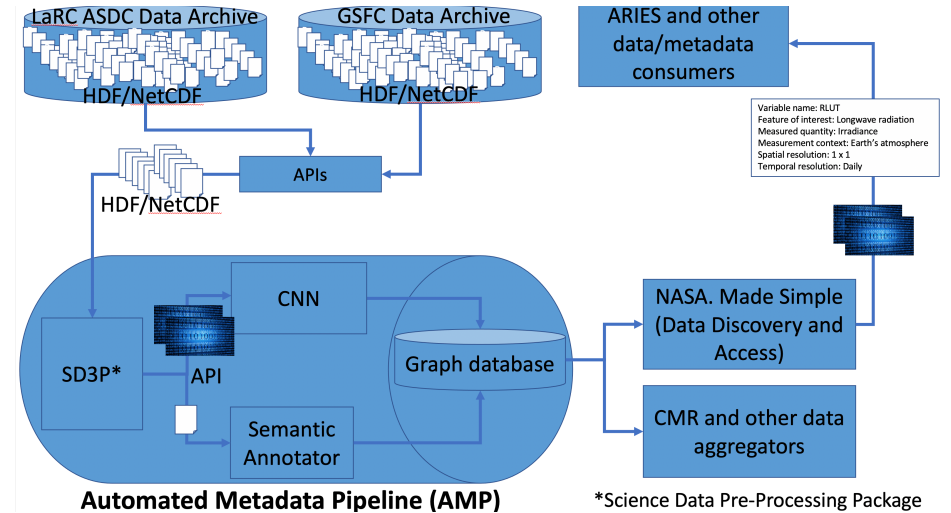 LaRC ASDC Data Archive
HDF/NetCDF
GSFC Data Archive
HDF/NetCDF
ARIES and other
data/metadata
consumers
Variable name: RLUT
Feature of interest: Longwave radiation
Measured quantity: Irradiance
Measurement context: Earth's atmosphere
Spatial resolution: 1 x 1
Temporal resolution: Daily
APIs
HDF/NetCDF
CNN
SD3P*
API
Semantic
Annotator
Graph database
NASA. Made Simple
(Data Discovery and
Access)
CMR and other data
aggregators
Automated Metadata Pipeline (AMP)
*Science Data Pre-Processing Package